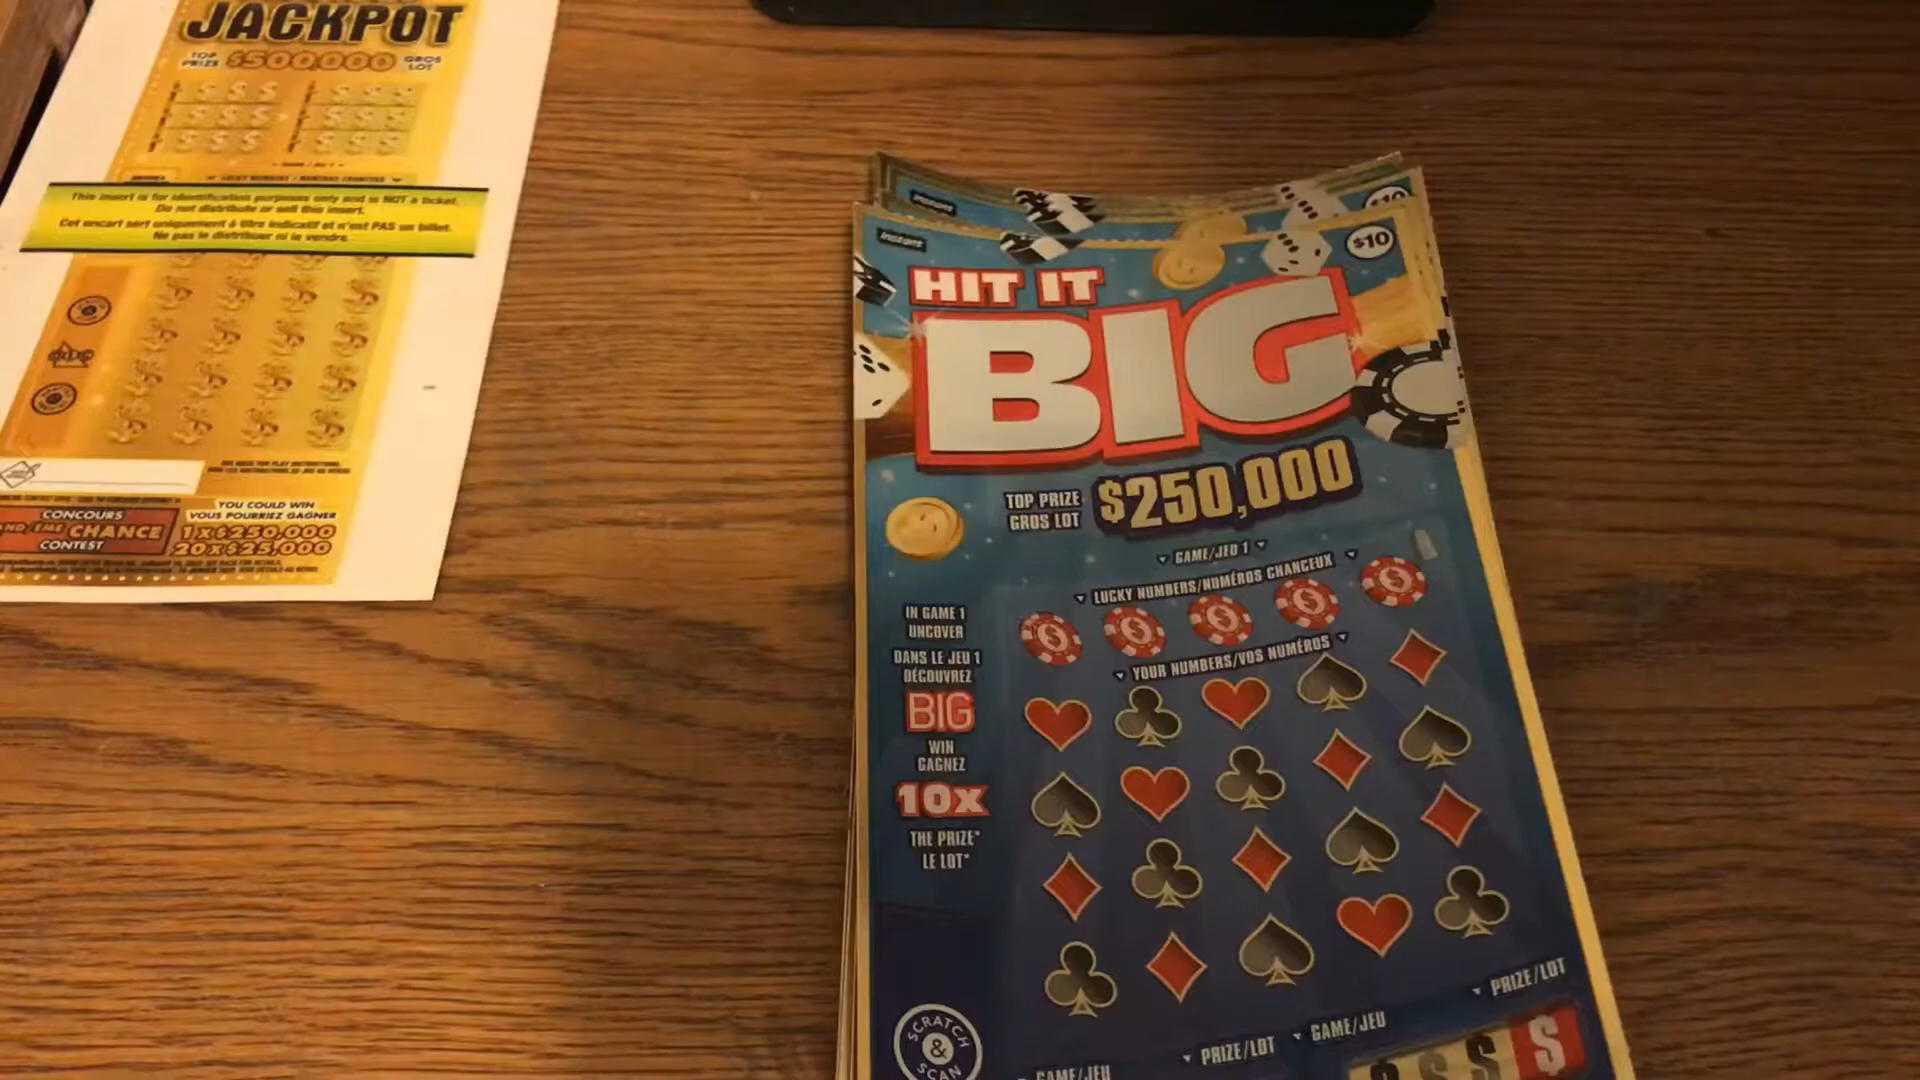 JACKPOT
TOP PRIZE $500,000 GROS LOT
This insert is for identification purposes only and is NOT a ticket.
Do not distribute or sell this insert.
Cet encart sert uniquement à titre indicatif et n'est PAS un billet.
Ne pas le distribuer ni le vendre.
YOU COULD WIN
VOUS POURRIEZ GAGNER
1 X $250,000
20 X $25,000
CONCOURS
CHANCE
CONTEST
INSTANT
$10
INSTANT
$10
HIT IT
BIG
TOP PRIZE
GROS LOT
$250,000
GAME/JEU 1
LUCKY NUMBERS/NUMÉROS CHANCEUX
YOUR NUMBERS/VOS NUMÉROS
IN GAME 1
UNCOVER
DANS LE JEU 1
DÉCOUVREZ
BIG
WIN
GAGNEZ
10X
THE PRIZE*
LE LOT*
SCRATCH
&
SCAN
GAME/JEU
PRIZE/LOT
GAME/JEU
PRIZE/LOT
$ $ $ $